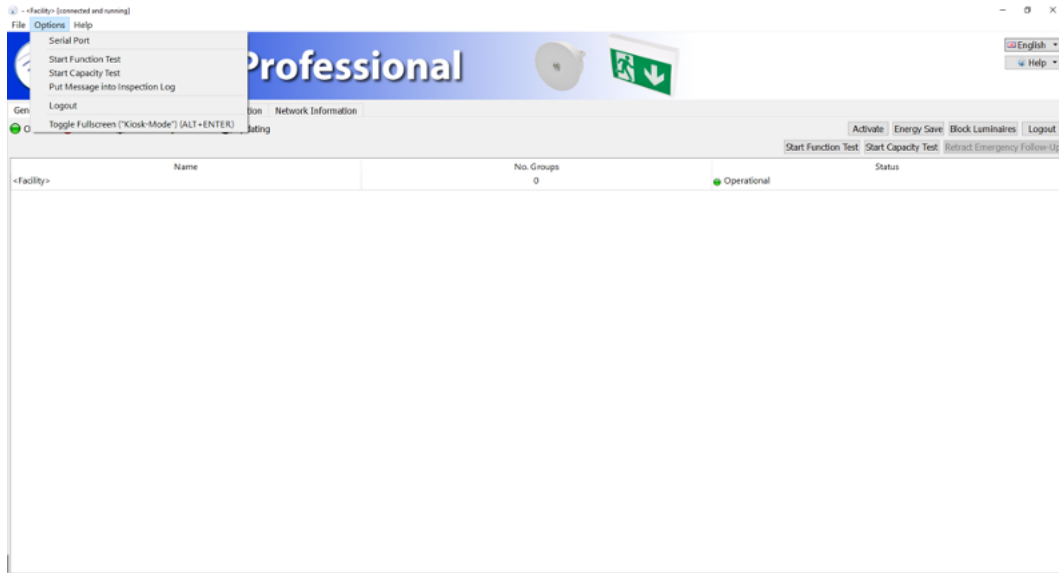 - <Facility> [connected and running]
File Options Help
Serial Port
Start Function Test
Start Capacity Test
Put Message into Inspection Log
Logout
Toggle Fullscreen ("Kiosk-Mode") (ALT+ENTER)
Professional
English
Help
Gen
tion Network Information
O
dating
Activate Energy Save Block Luminaires Logout
Start Function Test Start Capacity Test Retract Emergency Follow-Up
Name No. Groups Status
<Facility> 0 Operational